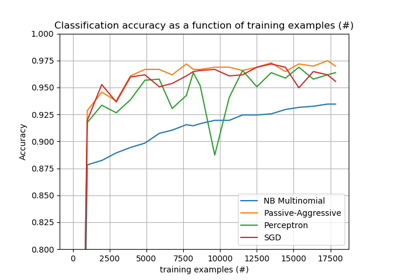 Classification accuracy as a function of training examples (#)
1.000
0.975
0.950
0.925
0.900
0.875
0.850
0.825
0.800
Accuracy
NB Multinomial
Passive-Aggressive
Perceptron
SGD
0 2500 5000 7500 10000 12500 15000 17500
training examples (#)